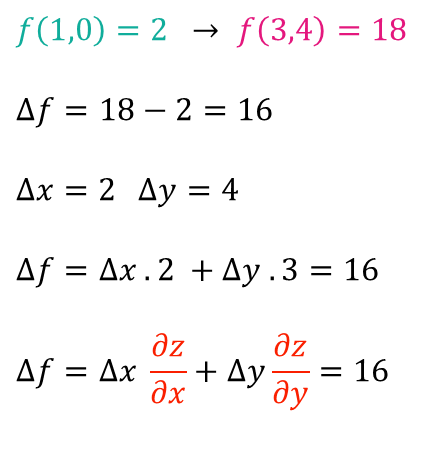 f(1,0) = 2 → f(3,4) = 18
Δf = 18 − 2 = 16
Δx = 2 Δy = 4
Δf = Δx . 2 + Δy . 3 = 16
Δf = Δx ∂z/∂x + Δy ∂z/∂y = 16